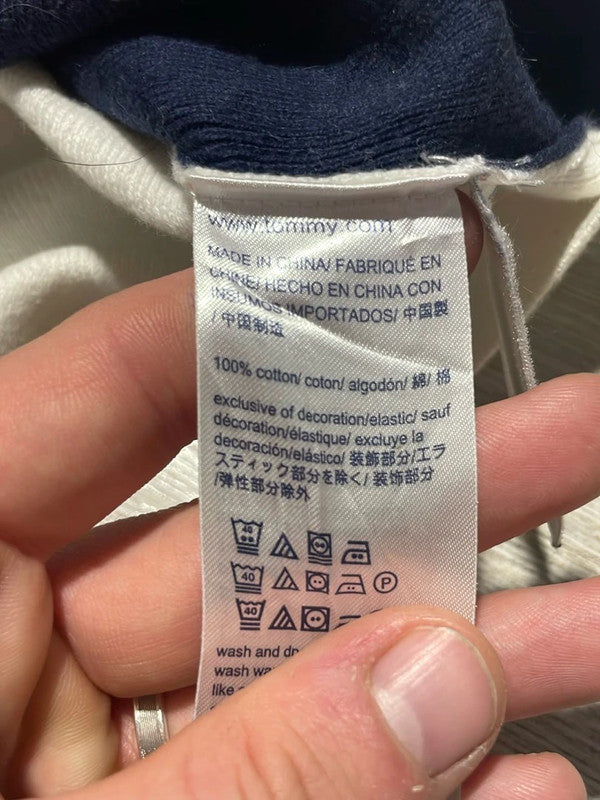 www.tommy.com
MADE IN CHINA/ FABRIQUÉ EN
CHINE/ HECHO EN CHINA CON
INSUMOS IMPORTADOS/ 中国製
/ 中国制造
100% cotton/ coton/ algodón/ 綿/ 棉
exclusive of decoration/elastic/ sauf
décoration/élastique/ excluye la
decoración/elástico/ 装飾部分/エラ
スティック部分を除く/ 装饰部分
/弹性部分除外
40
40 P
40
wash and
wash
like